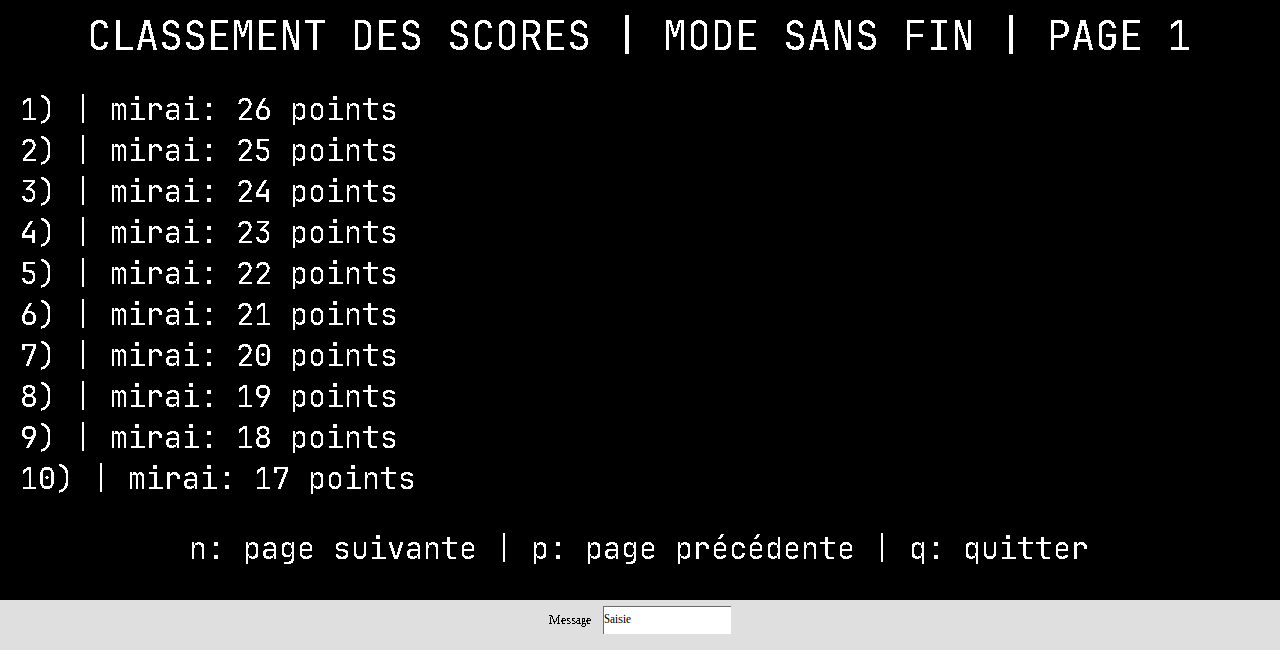 CLASSEMENT DES SCORES | MODE SANS FIN | PAGE 1
1) | mirai: 26 points
2) | mirai: 25 points
3) | mirai: 24 points
4) | mirai: 23 points
5) | mirai: 22 points
6) | mirai: 21 points
7) | mirai: 20 points
8) | mirai: 19 points
9) | mirai: 18 points
10) | mirai: 17 points
n: page suivante | p: page précédente | q: quitter
Message Saisie